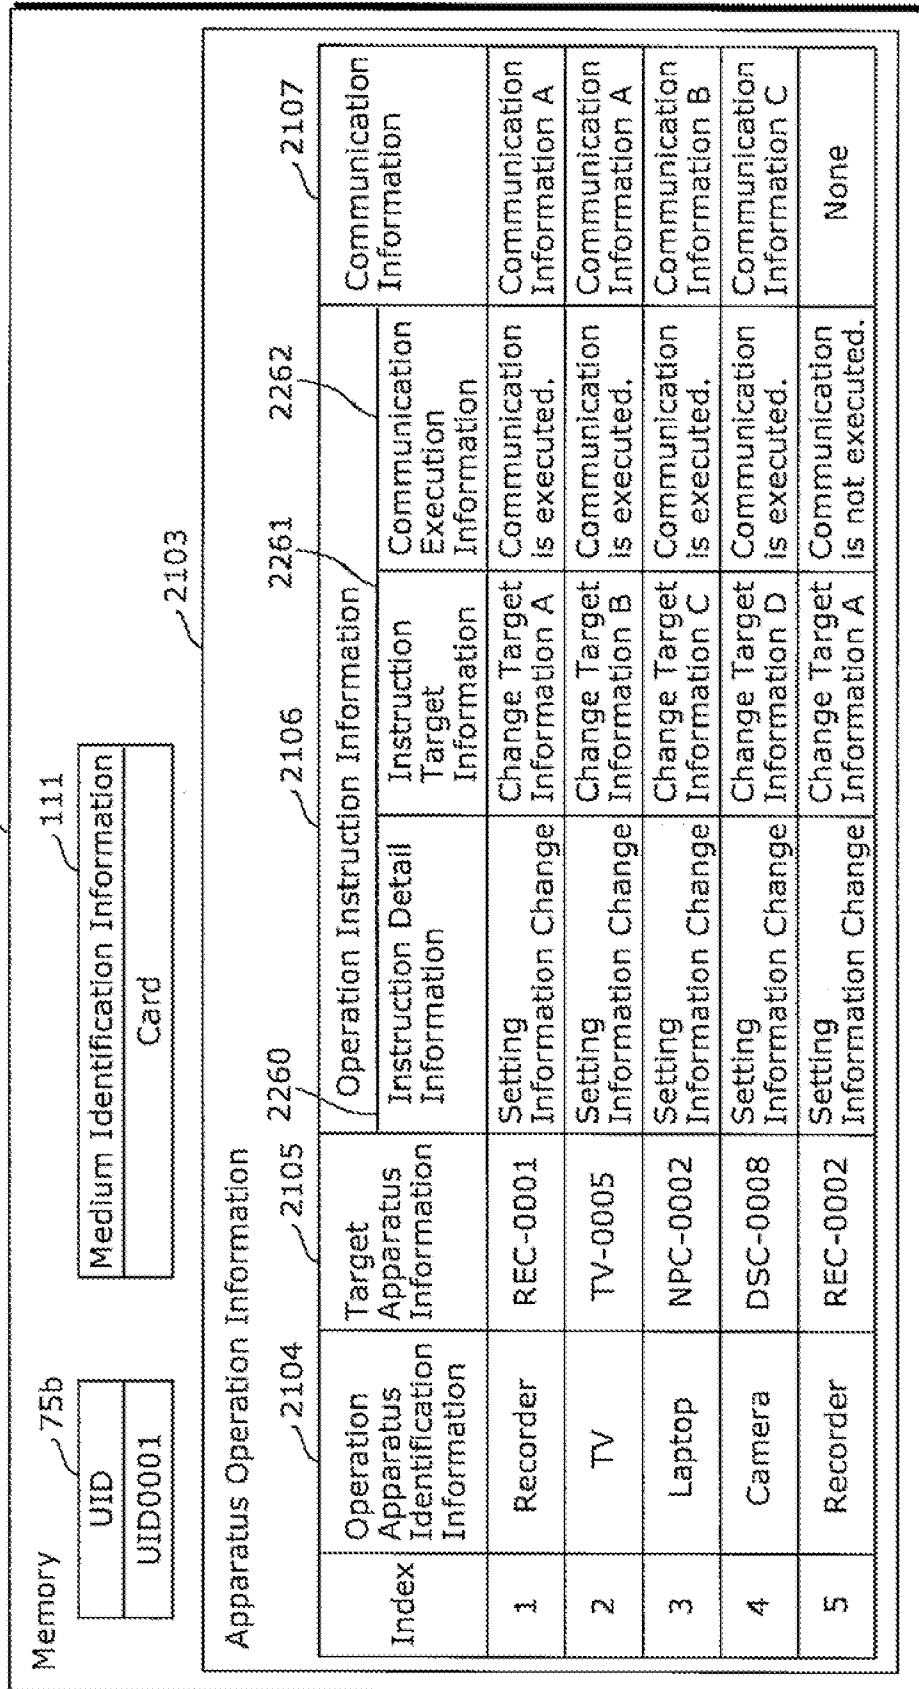 Memory
75b
UID
UID0001
111
Medium Identification Information
Card
2103
Apparatus Operation Information
2104
2105
2260
2106
2261
2262
2107
Index
Operation
Apparatus
Identification
Information
Target
Apparatus
Information
Operation Instruction Information
Instruction Detail
Information
Instruction
Target
Information
Communication
Execution
Information
Communication
Information
1
Recorder
REC-0001
Setting
Information Change
Change Target
Information A
Communication
is executed.
Communication
Information A
2
TV
TV-0005
Setting
Information Change
Change Target
Information B
Communication
is executed.
Communication
Information A
3
Laptop
NPC-0002
Setting
Information Change
Change Target
Information C
Communication
is executed.
Communication
Information B
4
Camera
DSC-0008
Setting
Information Change
Change Target
Information D
Communication
is executed.
Communication
Information C
5
Recorder
REC-0002
Setting
Information Change
Change Target
Information A
Communication
is not executed.
None